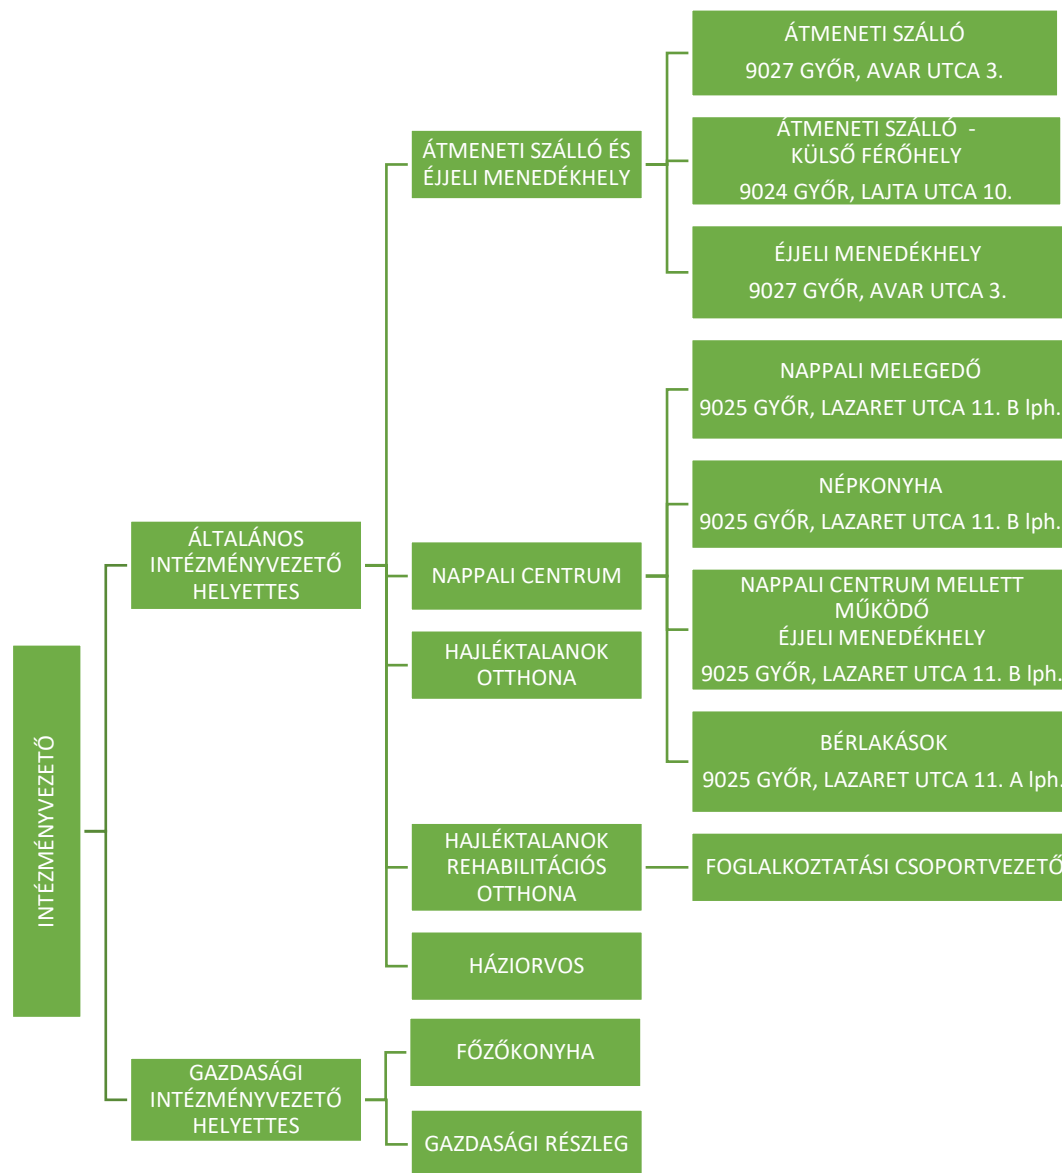 INTÉZMÉNYVEZETŐ
ÁLTALÁNOS
INTÉZMÉNYVEZETŐ
HELYETTES
ÁTMENETI SZÁLLÓ ÉS
ÉJJELI MENEDÉKHELY
ÁTMENETI SZÁLLÓ
9027 GYŐR, AVAR UTCA 3.
ÁTMENETI SZÁLLÓ -
KÜLSŐ FÉRŐHELY
9024 GYŐR, LAJTA UTCA 10.
ÉJJELI MENEDÉKHELY
9027 GYŐR, AVAR UTCA 3.
NAPPALI CENTRUM
NAPPALI MELEGEDŐ
9025 GYŐR, LAZARET UTCA 11. B lph.
NÉPKONYHA
9025 GYŐR, LAZARET UTCA 11. B lph.
NAPPALI CENTRUM MELLETT
MŰKÖDŐ
ÉJJELI MENEDÉKHELY
9025 GYŐR, LAZARET UTCA 11. B lph.
BÉRLAKÁSOK
9025 GYŐR, LAZARET UTCA 11. A lph.
HAJLÉKTALANOK
OTTHONA
HAJLÉKTALANOK
REHABILITÁCIÓS
OTTHONA
FOGLALKOZTATÁSI CSOPORTVEZETŐ
HÁZIORVOS
GAZDASÁGI
INTÉZMÉNYVEZETŐ
HELYETTES
FŐZŐKONYHA
GAZDASÁGI RÉSZLEG